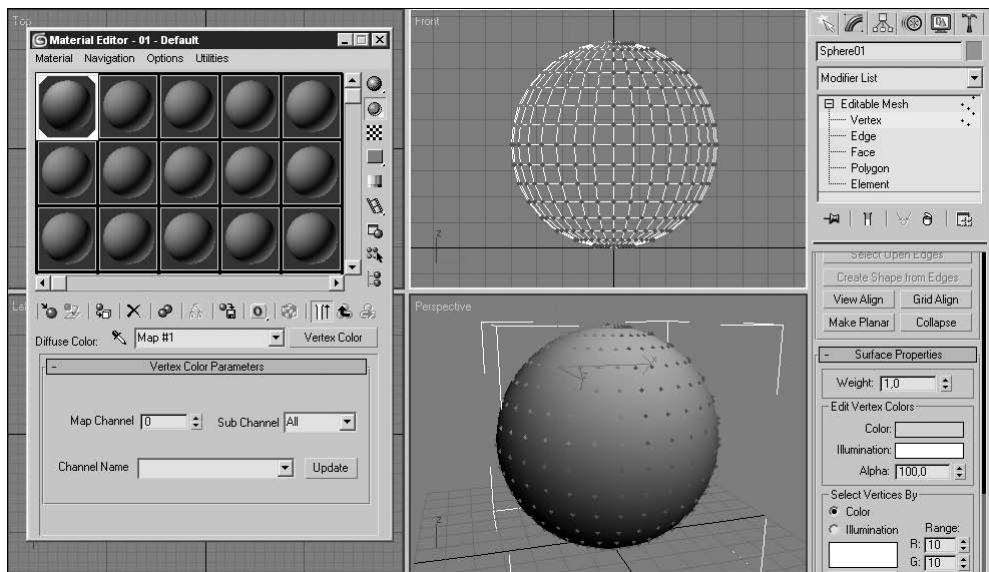 Top
Material Editor - 01 - Default
Material Navigation Options Utilities
Diffuse Color: Map #1 Vertex Color
- Vertex Color Parameters
Map Channel 0 Sub Channel All
Channel Name Update
Front
z
Perspective
x
z
z
Sphere01
Modifier List
Editable Mesh
Vertex
Edge
Face
Polygon
Element
Select Open Edges
Create Shape from Edges
View Align Grid Align
Make Planar Collapse
- Surface Properties
Weight: 1,0
Edit Vertex Colors
Color:
Illumination:
Alpha: 100,0
Select Vertices By
Color
Illumination Range:
R: 10
G: 10